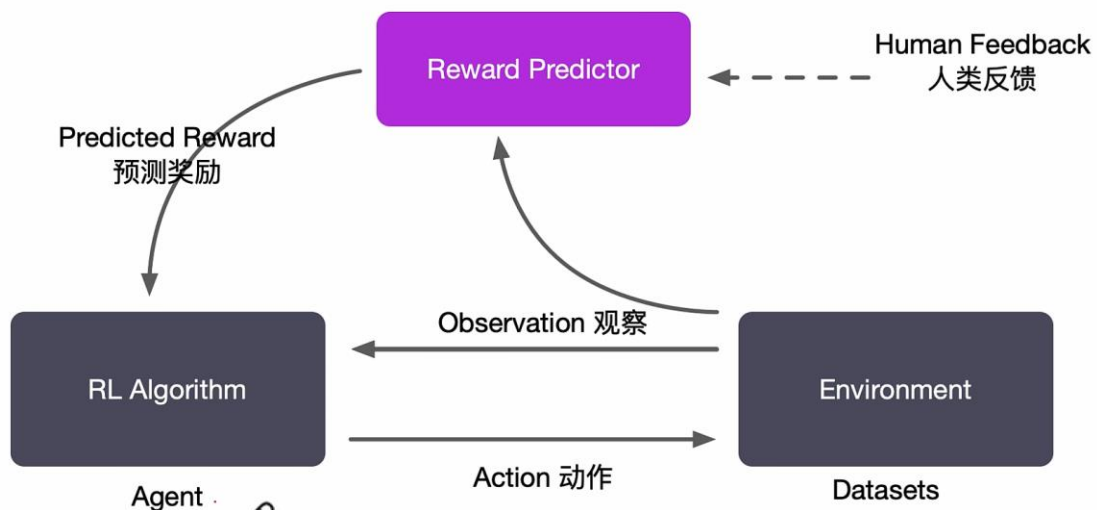 Reward Predictor
Human Feedback
人类反馈
Predicted Reward
预测奖励
Observation 观察
RL Algorithm
Environment
Action 动作
Agent
Datasets